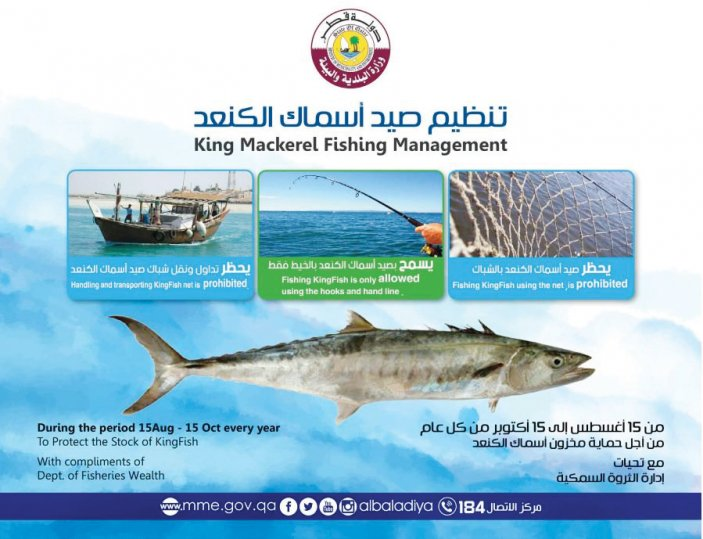 دولة قطر
وزارة البلدية والبيئة
تنظيم صيد أسماك الكنعد
King Mackerel Fishing Management
يحظر تداول ونقل شباك صيد أسماك الكنعد
Handling and transporting KingFish net is prohibited.
يسمح بصيد أسماك الكنعد بالخيط فقط
Fishing KingFish is only allowed
using the hooks and hand line.
يحظر صيد أسماك الكنعد بالشباك
Fishing KingFish using the net ,is prohibited
During the period 15Aug - 15 Oct every year
To Protect the Stock of KingFish
With compliments of
Dept. of Fisheries Wealth
من 15 أغسطس إلى 15 أكتوبر من كل عام
من أجل حماية مخزون أسماك الكنعد
مع تحيات
إدارة الثروة السمكية
www.mme.gov.qa albaladiya 184 مركز الاتصال